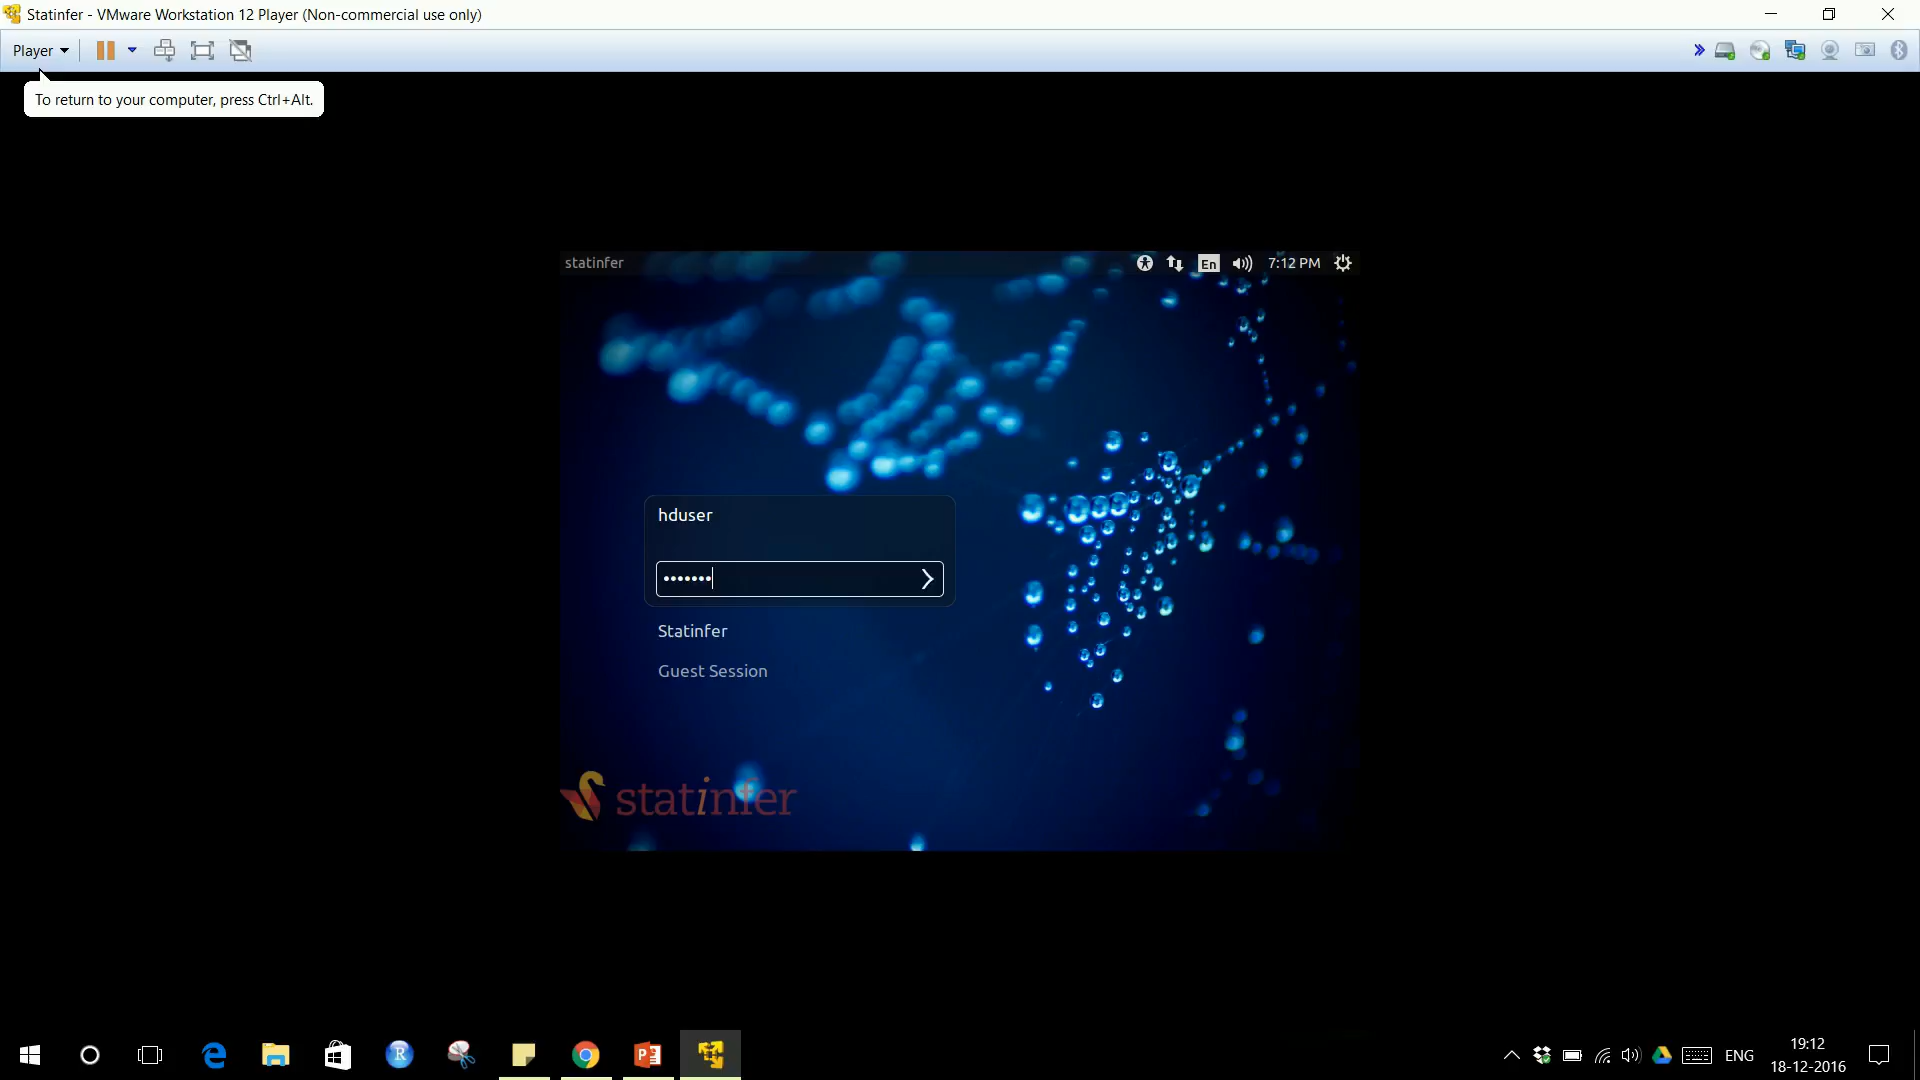 Statinfer - VMware Workstation 12 Player (Non-commercial use only)
Player
To return to your computer, press Ctrl+Alt.
statinfer
En
7:12 PM
hduser
•••••••
Statinfer
Guest Session
statinfer
R
P
ENG
19:12
18-12-2016